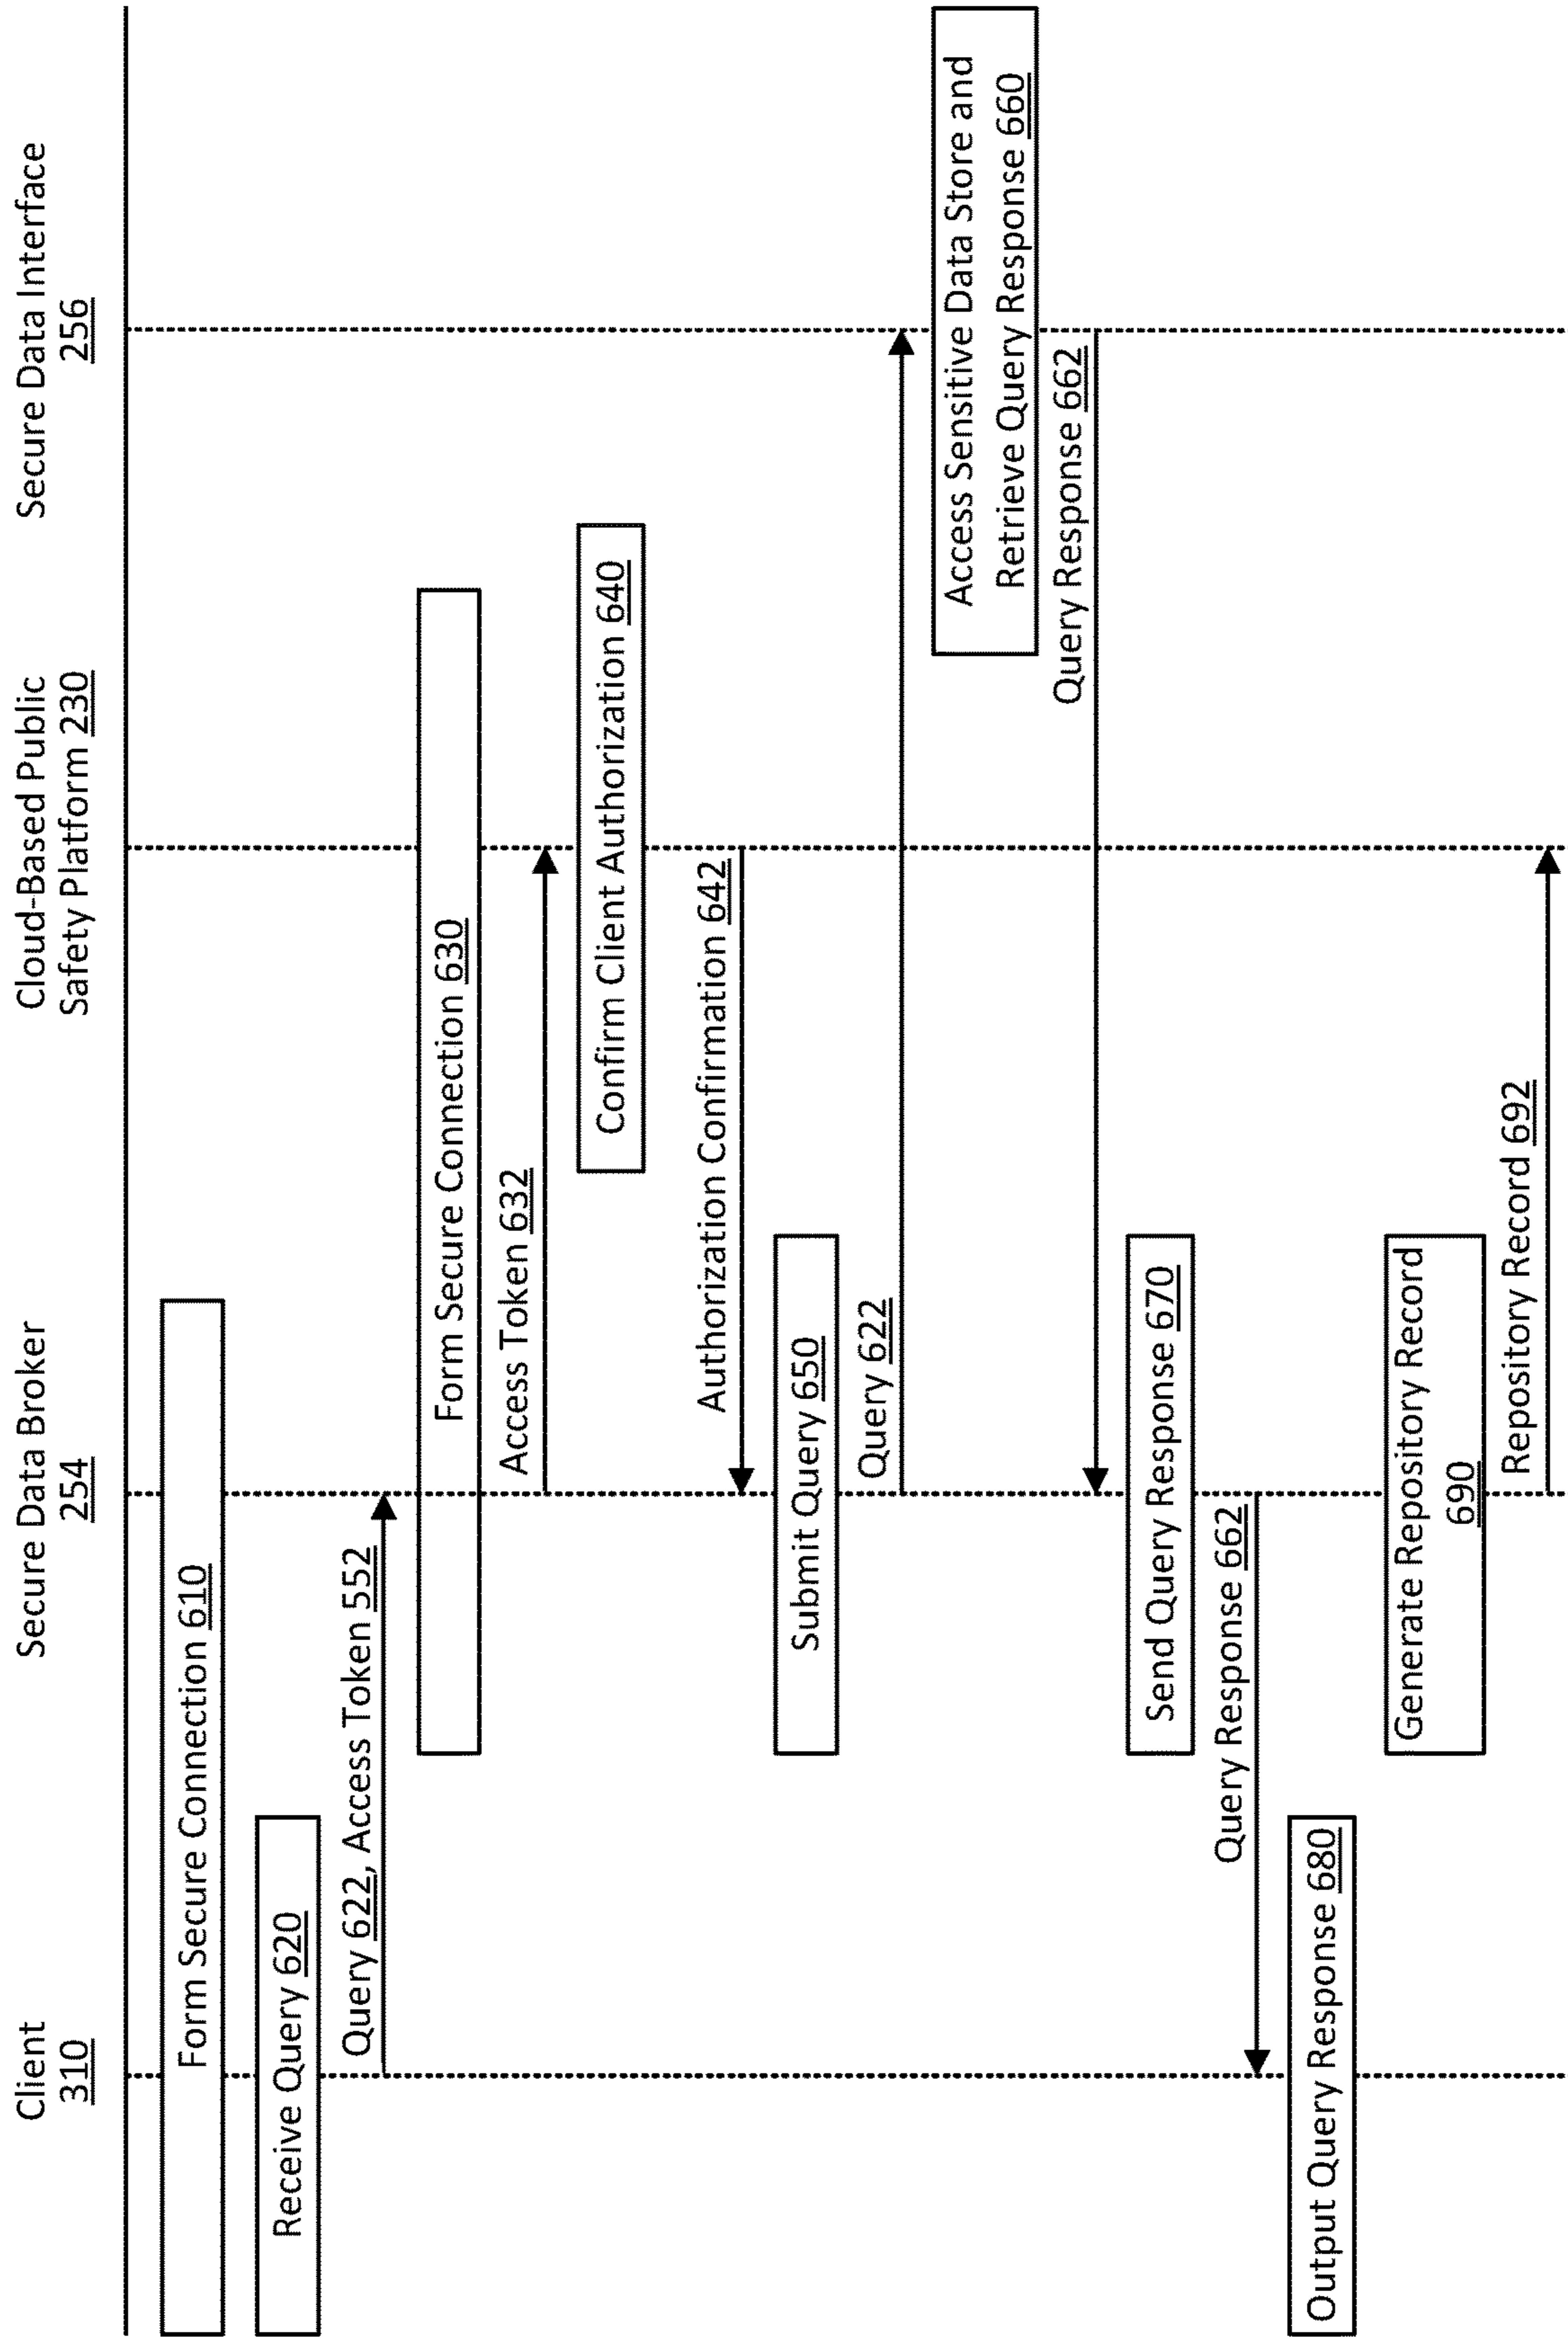 Client
310
Secure Data Broker
254
Cloud-Based Public
Safety Platform 230
Secure Data Interface
256
Form Secure Connection 610
Receive Query 620
Query 622, Access Token 552
Form Secure Connection 630
Access Token 632
Confirm Client Authorization 640
Authorization Confirmation 642
Submit Query 650
Query 622
Access Sensitive Data Store and
Retrieve Query Response 660
Query Response 662
Send Query Response 670
Query Response 662
Output Query Response 680
Generate Repository Record
690
Repository Record 692